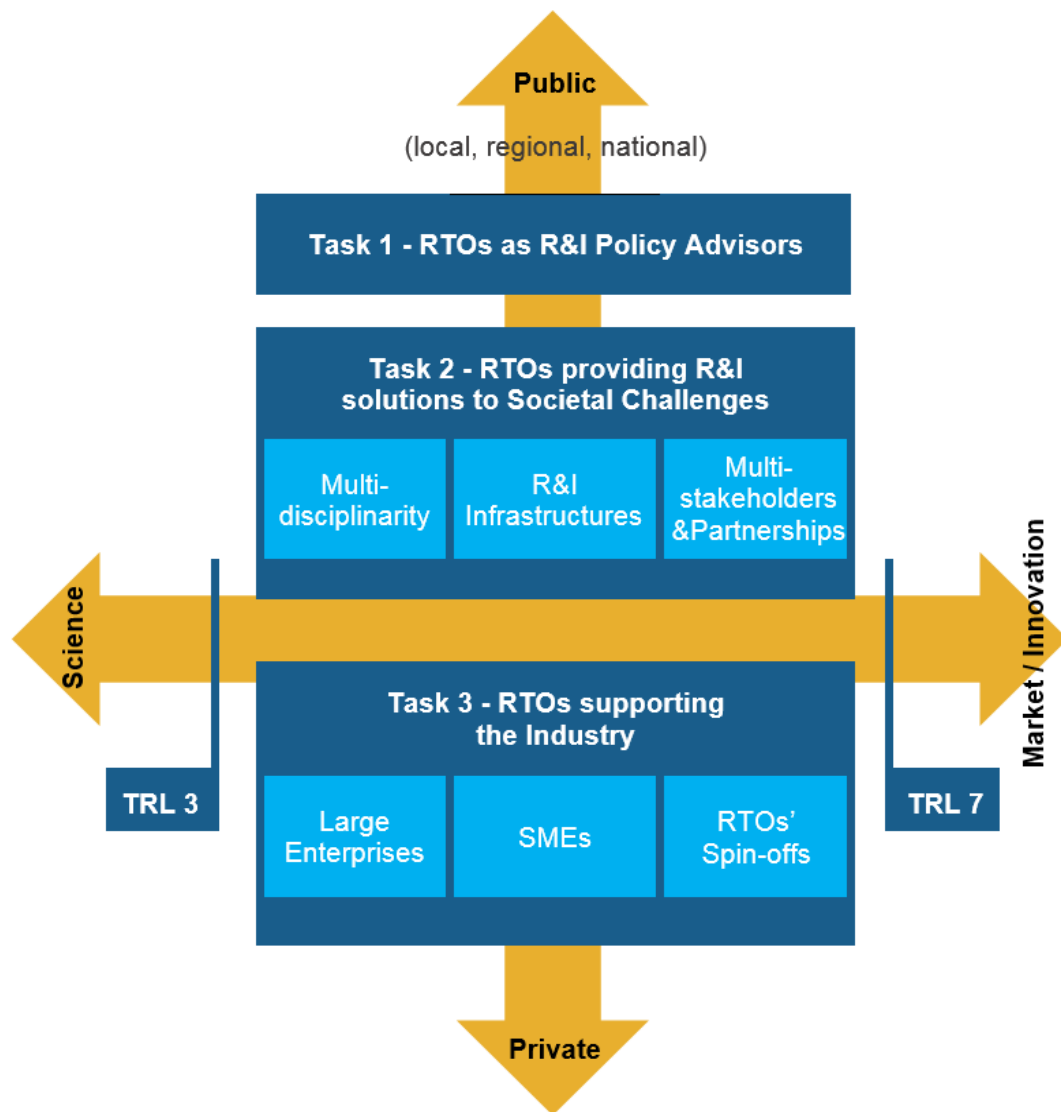 Public
(local, regional, national)
Task 1 - RTOs as R&I Policy Advisors
Task 2 - RTOs providing R&I
solutions to Societal Challenges
Multi-
disciplinarity
R&I
Infrastructures
Multi-
stakeholders
&Partnerships
Science
Market / Innovation
Task 3 - RTOs supporting
the Industry
TRL 3
TRL 7
Large
Enterprises
SMEs
RTOs’
Spin-offs
Private